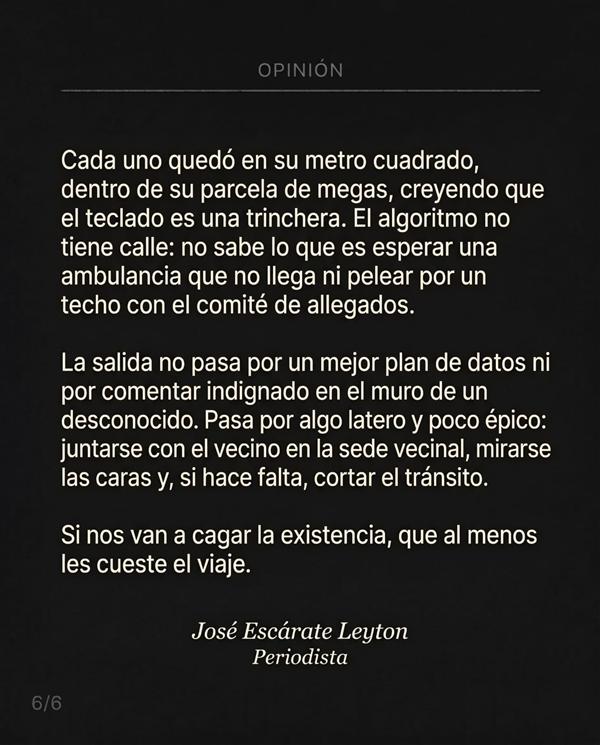 OPINIÓN
Cada uno quedó en su metro cuadrado,
dentro de su parcela de megas, creyendo que
el teclado es una trinchera. El algoritmo no
tiene calle: no sabe lo que es esperar una
ambulancia que no llega ni pelear por un
techo con el comité de allegados.
La salida no pasa por un mejor plan de datos ni
por comentar indignado en el muro de un
desconocido. Pasa por algo latero y poco épico:
juntarse con el vecino en la sede vecinal, mirarse
las caras y, si hace falta, cortar el tránsito.
Si nos van a cagar la existencia, que al menos
les cueste el viaje.
José Escárate Leyton
Periodista
6/6